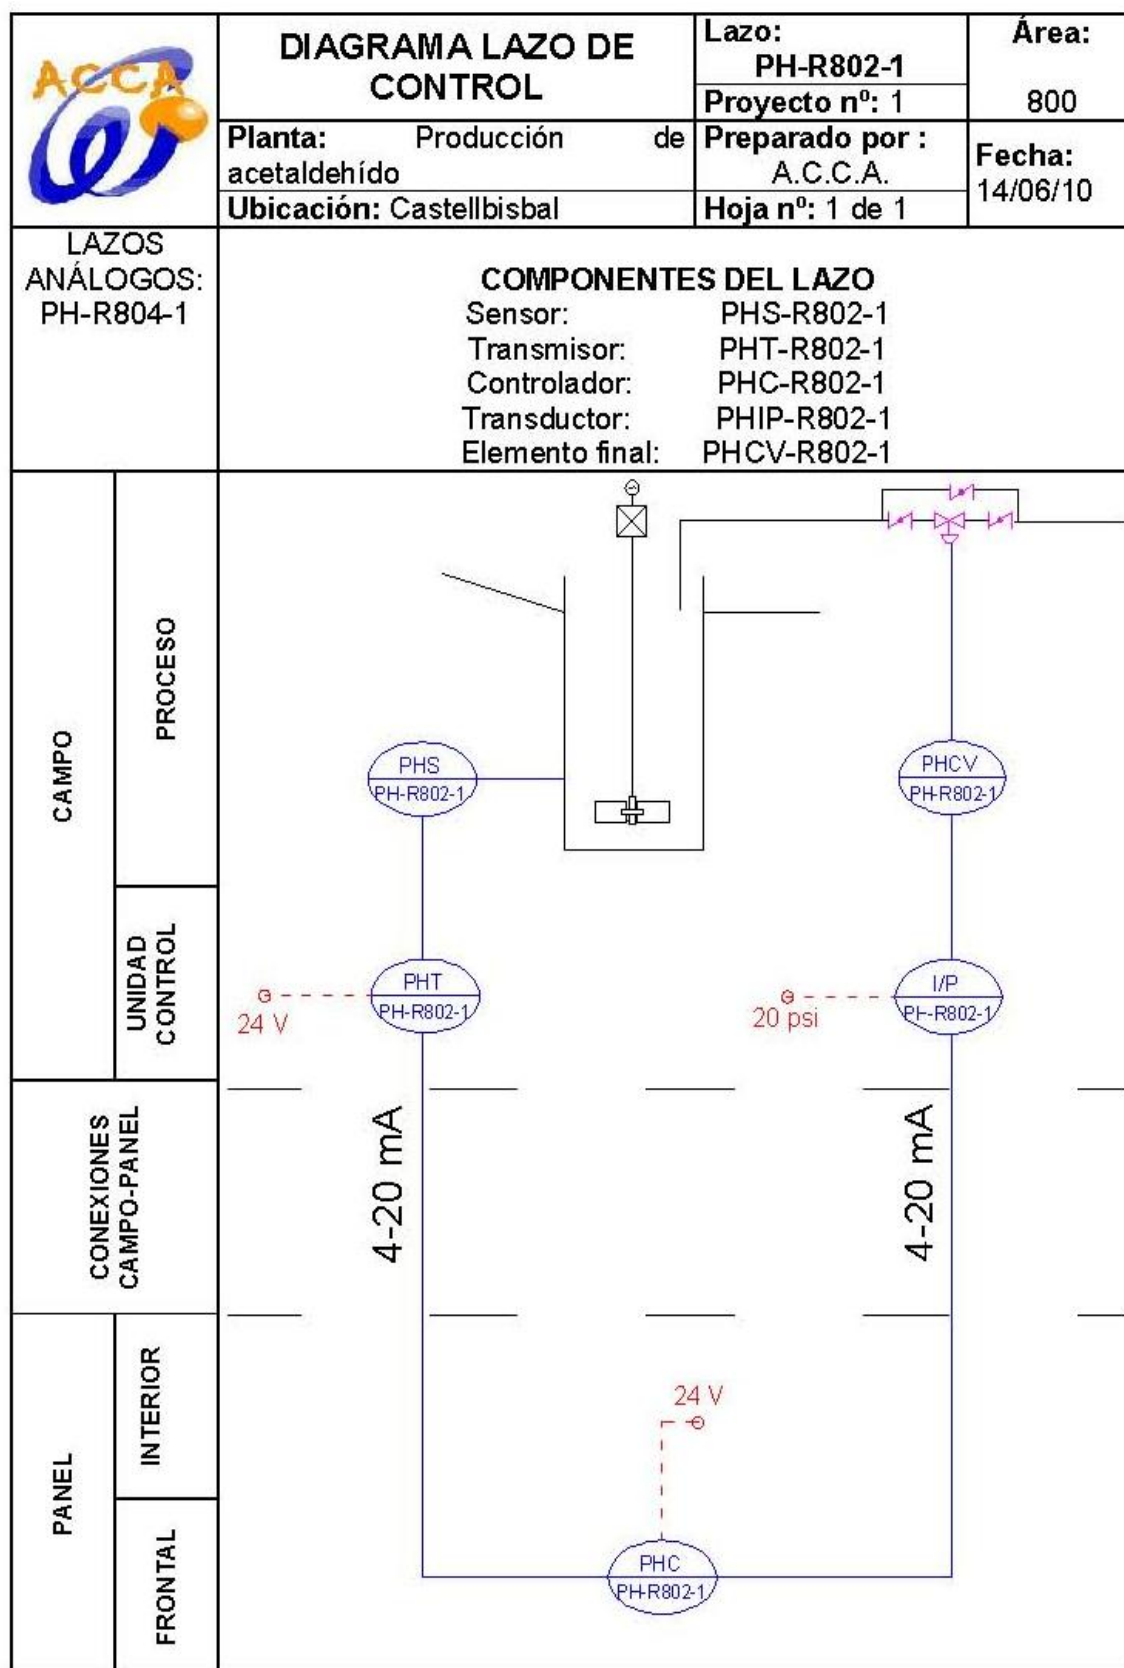 ACCA
DIAGRAMA LAZO DE
CONTROL
Lazo:
PH-R802-1
Proyecto nº: 1
Área:
800
Planta: Producción de
acetaldehído
Ubicación: Castellbisbal
Preparado por :
A.C.C.A.
Hoja nº: 1 de 1
Fecha:
14/06/10
LAZOS
ANÁLOGOS:
PH-R804-1
COMPONENTES DEL LAZO
Sensor: PHS-R802-1
Transmisor: PHT-R802-1
Controlador: PHC-R802-1
Transductor: PHIP-R802-1
Elemento final: PHCV-R802-1
CAMPO
PROCESO
PHS
PH-R802-1
PHCV
PH-R802-1
UNIDAD
CONTROL
24 V
PHT
PH-R802-1
20 psi
I/P
PH-R802-1
CONEXIONES
CAMPO-PANEL
4-20 mA
4-20 mA
PANEL
INTERIOR
24 V
FRONTAL
PHC
PH-R802-1